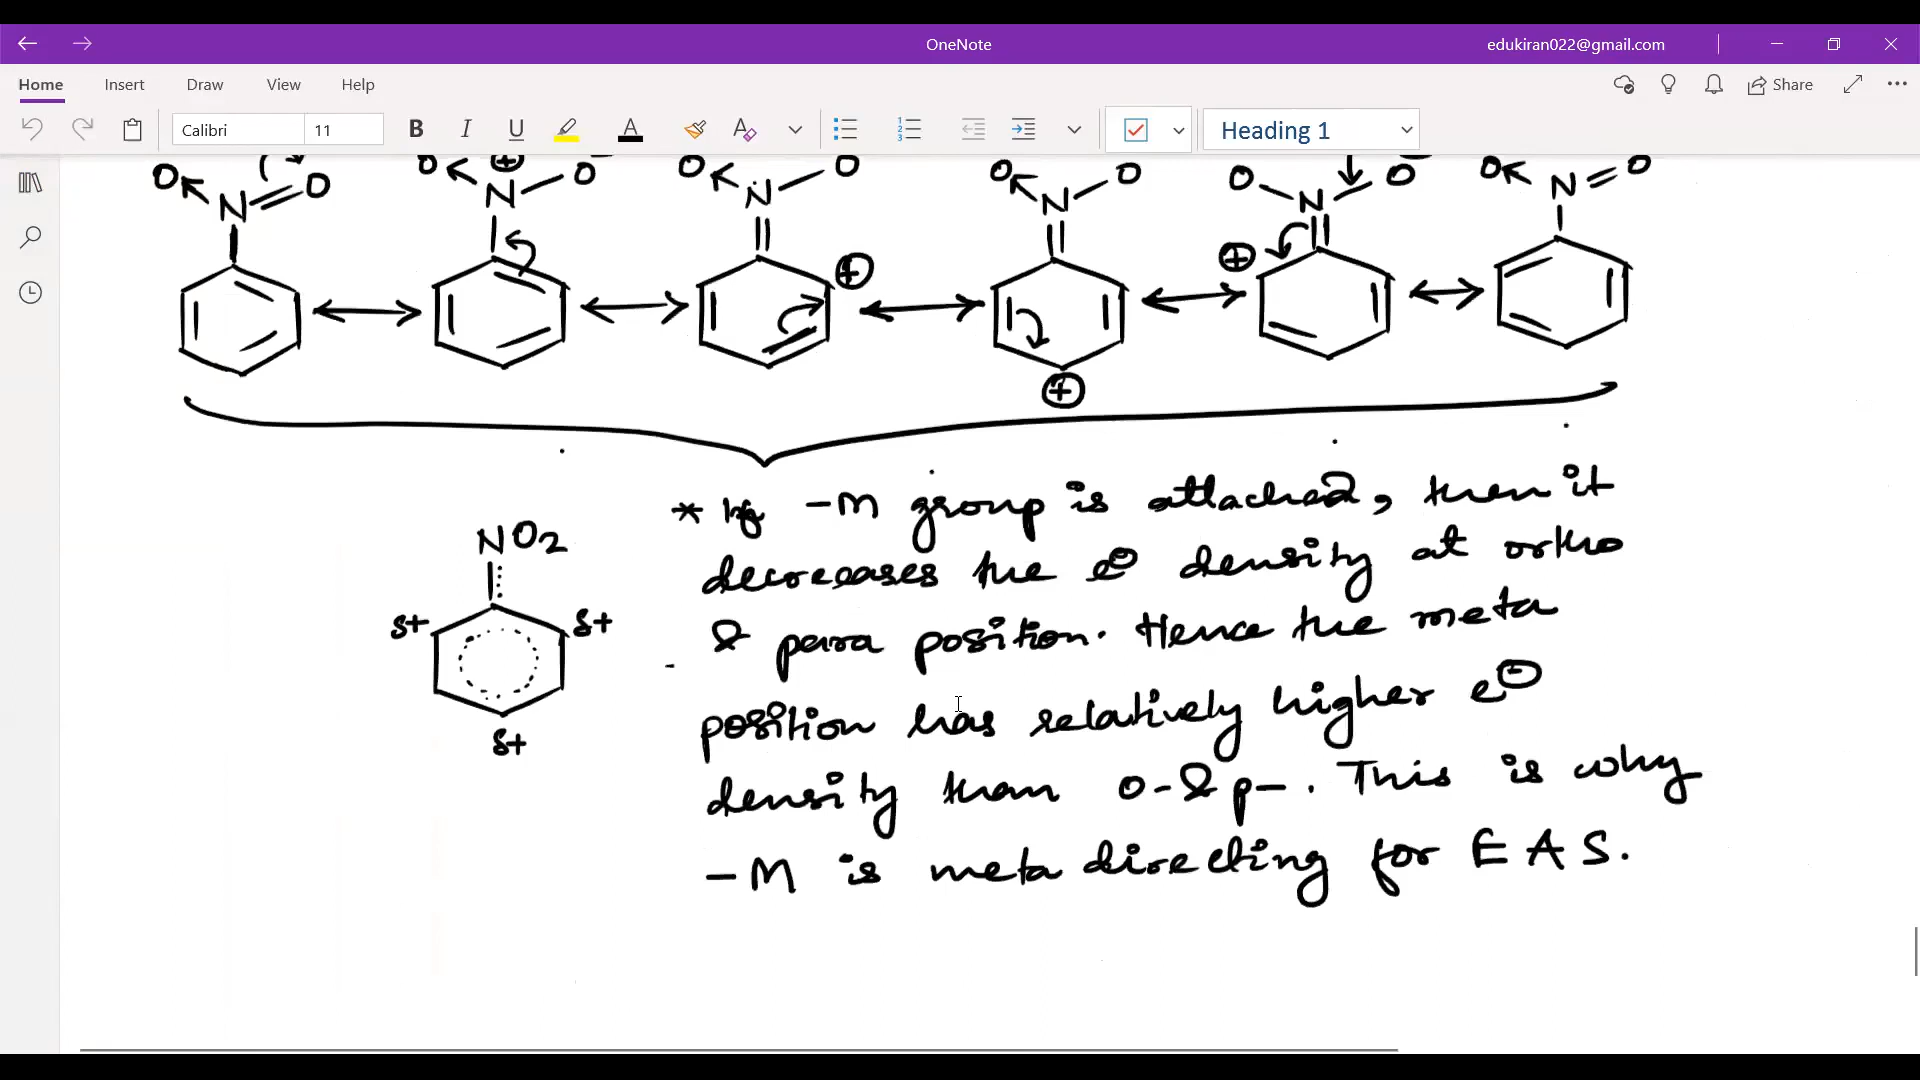 OneNote
edukiran022@gmail.com
Home Insert Draw View Help
Share
Calibri 11 B I U A A Heading 1
O N O
O ⊕ N O⁻
O N O
O N O
O N O⁻
O N O
⊕
⊕
⊕
NO2
δ+ δ+
δ+
* If -M group is attached, then it
decreases the e⊖ density at ortho
& para position. Hence the meta
position has relatively higher e⊖
density than o-&p-. This is why
-M is meta directing for EAS.